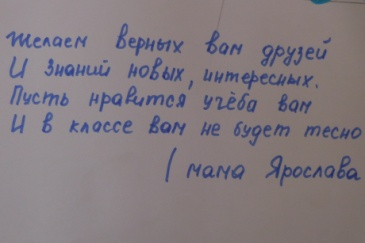 Желаем верных вам друзей
И знаний новых, интересных.
Пусть нравится учёба вам
И в классе вам не будет тесно
/ мама Ярослава